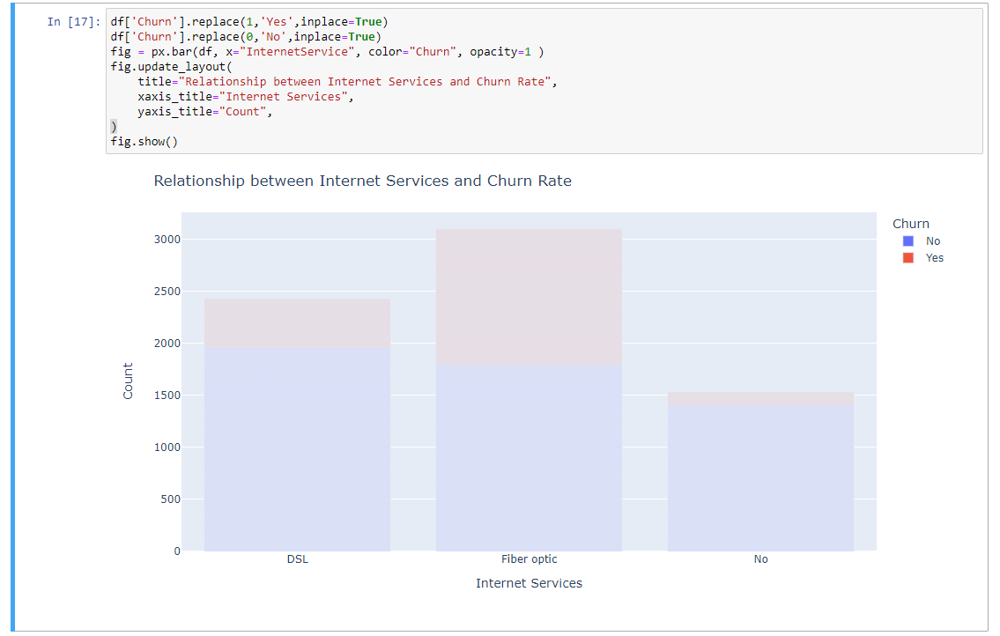 In [17]: df['Churn'].replace(1,'Yes',inplace=True)
df['Churn'].replace(0,'No',inplace=True)
fig = px.bar(df, x="InternetService", color="Churn", opacity=1 )
fig.update_layout(
    title="Relationship between Internet Services and Churn Rate",
    xaxis_title="Internet Services",
    yaxis_title="Count",
)
fig.show()
Relationship between Internet Services and Churn Rate
Churn
No
Yes
3000
2500
2000
1500
1000
500
0
Count
DSL Fiber optic No
Internet Services